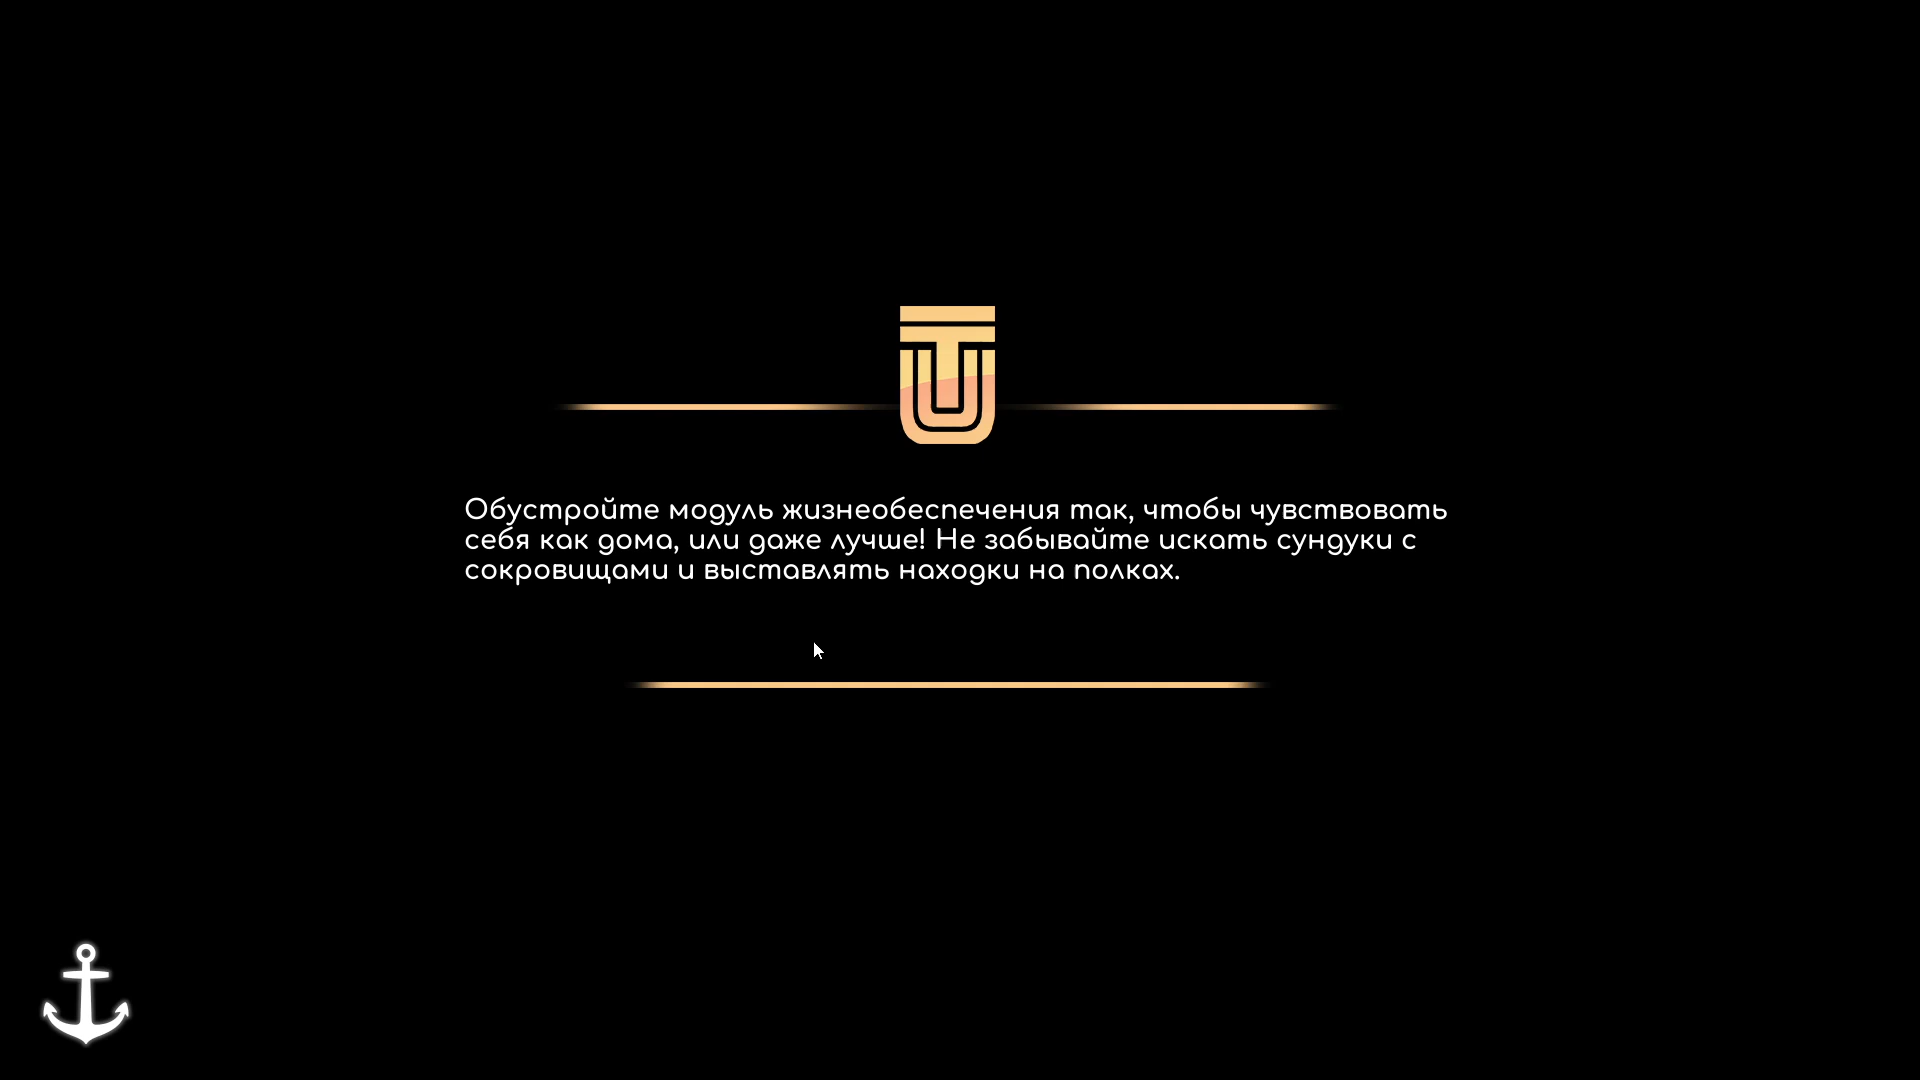 Обустройте модуль жизнеобеспечения так, чтобы чувствовать
себя как дома, или даже лучше! Не забывайте искать сундуки с
сокровищами и выставлять находки на полках.